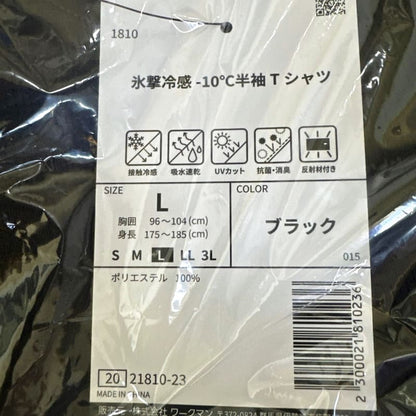 1810
氷撃冷感 -10℃半袖Tシャツ
接触冷感 吸水速乾 UVカット 抗菌・消臭 反射材付き
SIZE
L
胸囲 96〜104(cm)
身長 175〜185(cm)
S M L LL 3L
COLOR
ブラック
015
ポリエステル 100%
2 300021 810236
20 21810-23
MADE IN CHINA
株式会社 ワークマン 〒372-0824